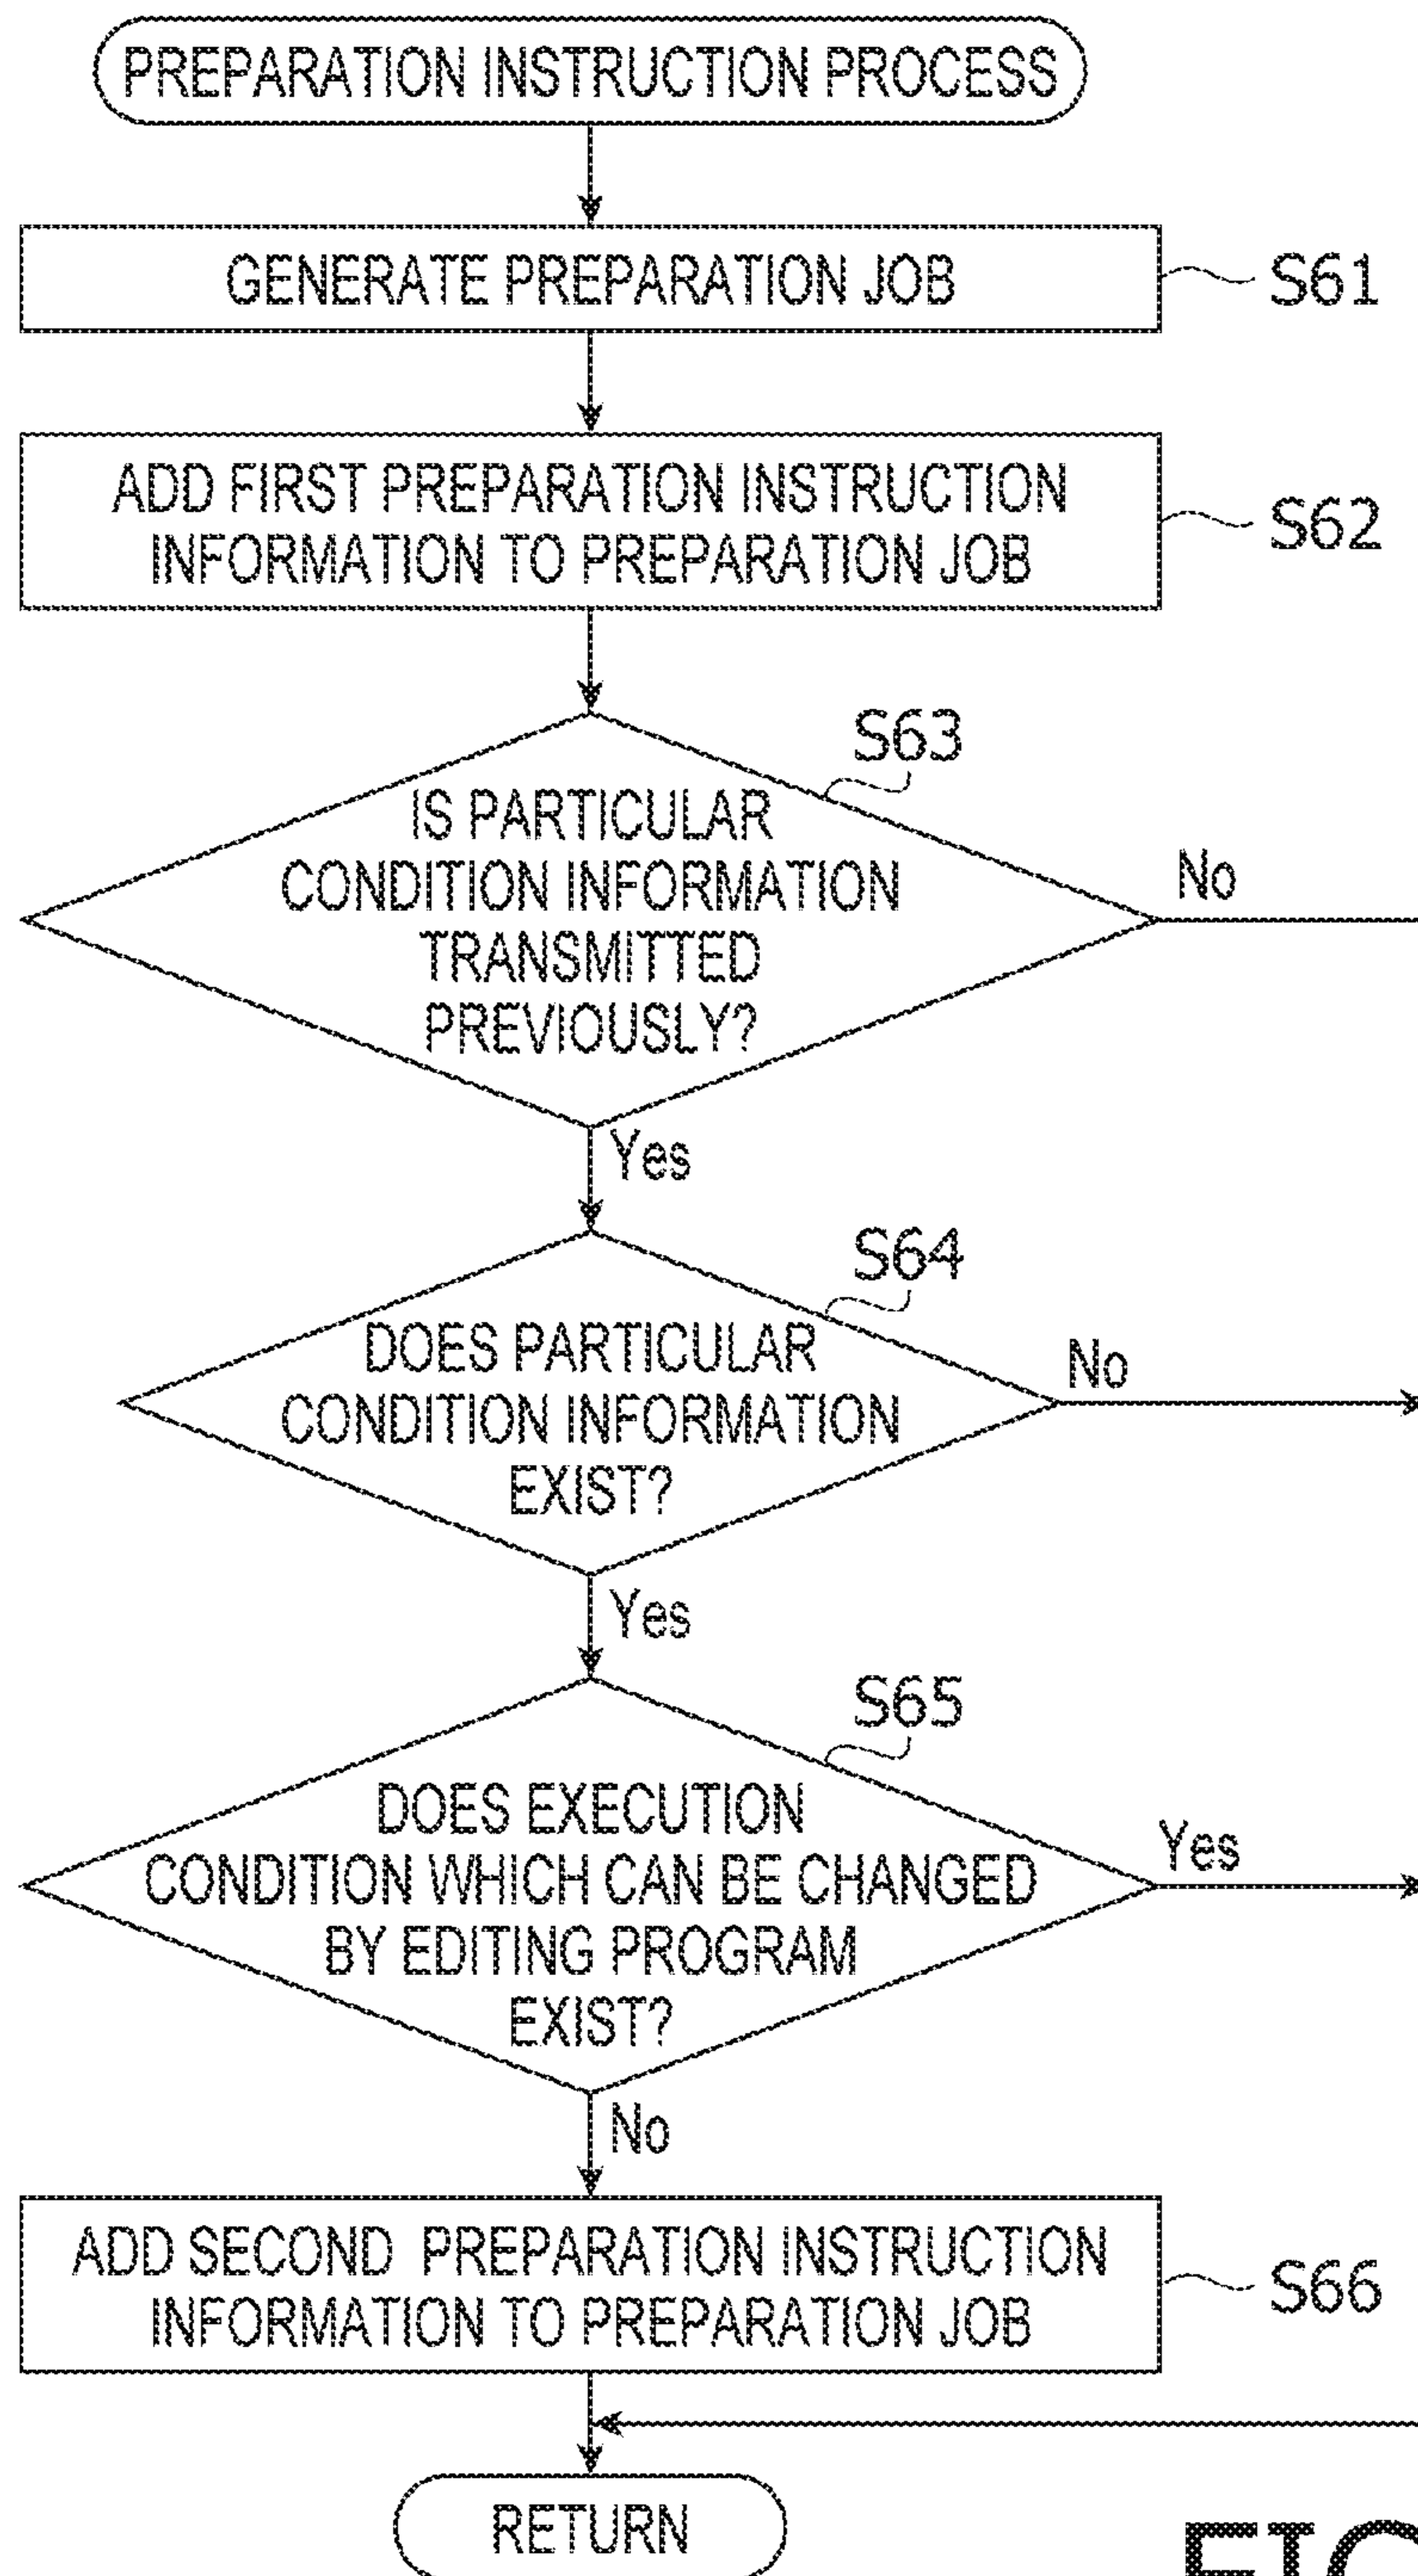 PREPARATION INSTRUCTION PROCESS
GENERATE PREPARATION JOB
S61
ADD FIRST PREPARATION INSTRUCTION
INFORMATION TO PREPARATION JOB
S62
S63
IS PARTICULAR
CONDITION INFORMATION
TRANSMITTED
PREVIOUSLY?
No
Yes
S64
DOES PARTICULAR
CONDITION INFORMATION
EXIST?
No
Yes
S65
DOES EXECUTION
CONDITION WHICH CAN BE CHANGED
BY EDITING PROGRAM
EXIST?
Yes
No
ADD SECOND PREPARATION INSTRUCTION
INFORMATION TO PREPARATION JOB
S66
RETURN